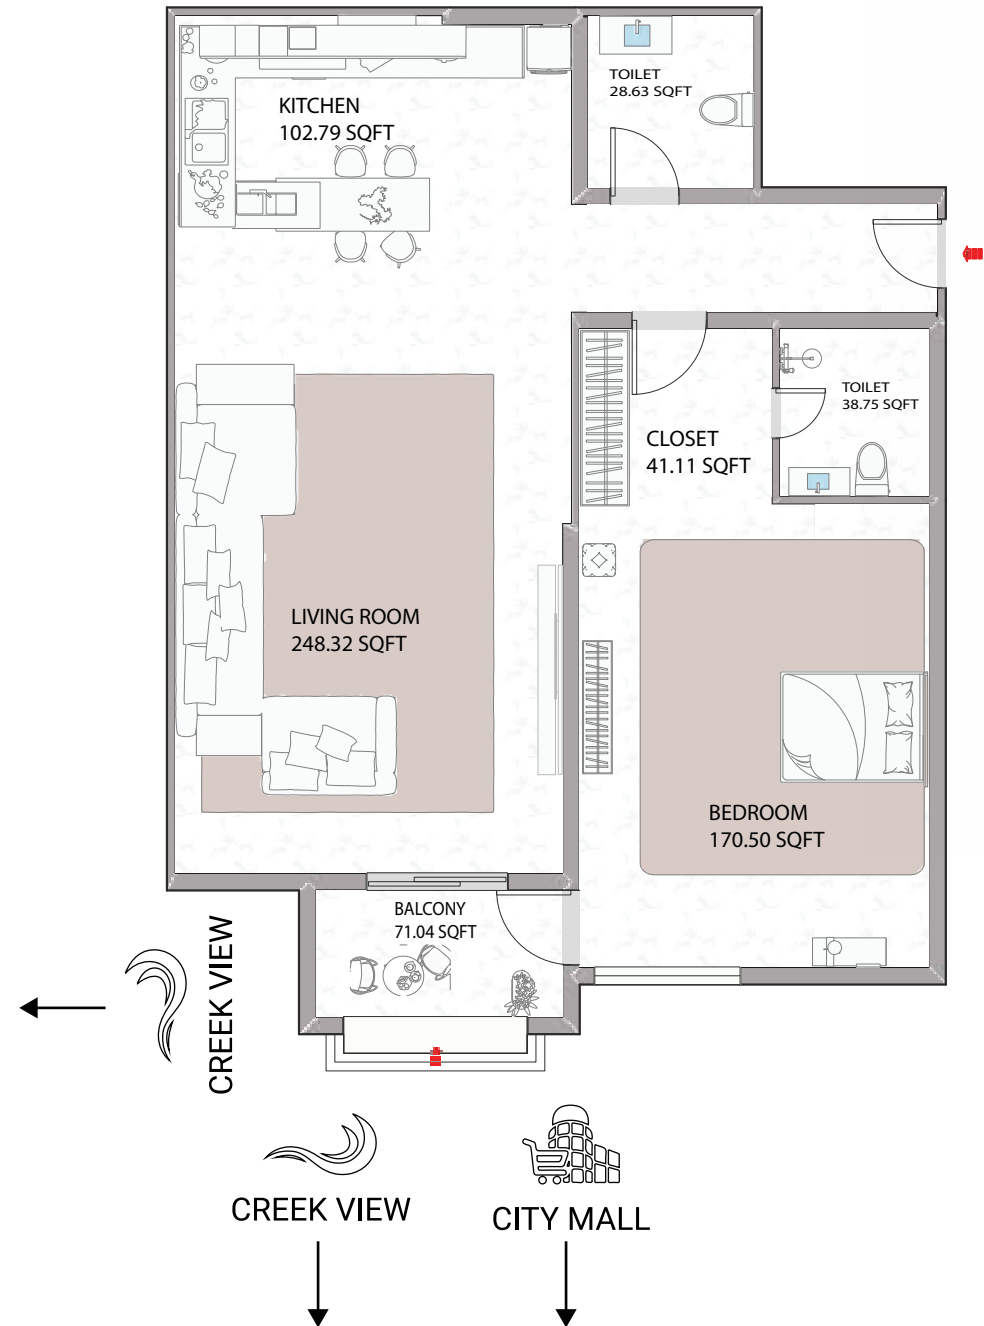 TOILET
28.63 SQFT
KITCHEN
102.79 SQFT
TOILET
38.75 SQFT
CLOSET
41.11 SQFT
LIVING ROOM
248.32 SQFT
BEDROOM
170.50 SQFT
BALCONY
71.04 SQFT
CREEK VIEW
CREEK VIEW
CITY MALL